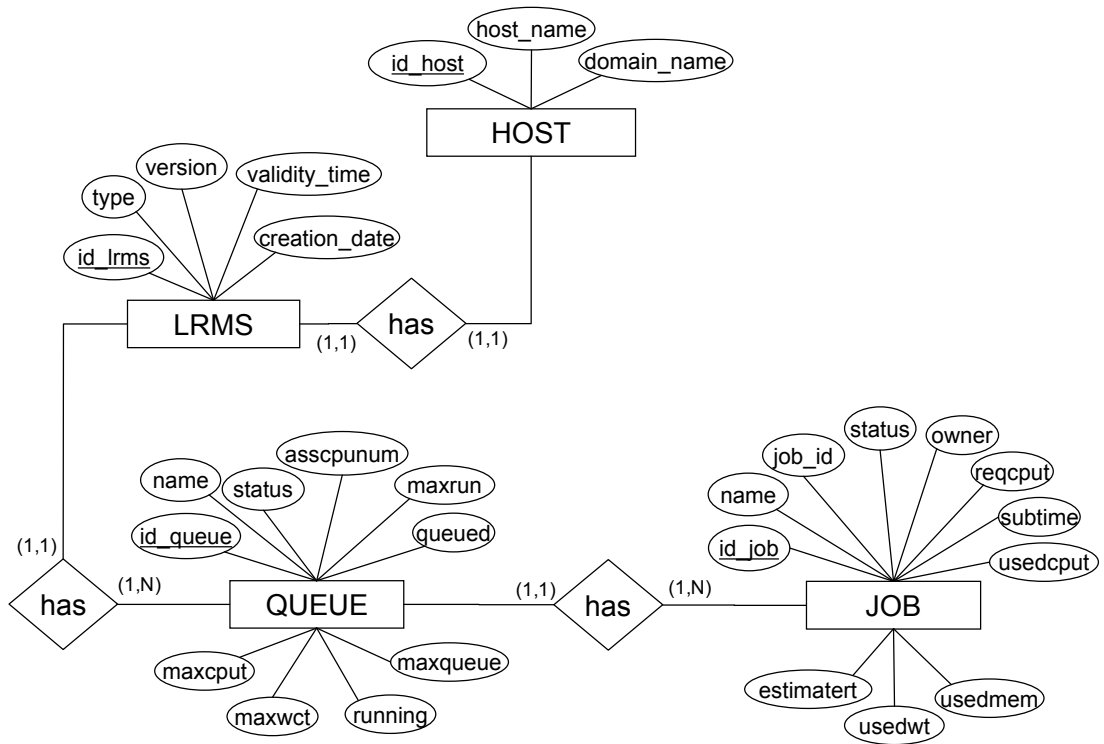 host_name
id_host
domain_name
HOST
version
validity_time
type
creation_date
id_lrms
LRMS
has
(1,1)
(1,1)
status
owner
asscpunum
job_id
name
status
maxrun
reqcput
name
subtime
id_queue
queued
id_job
usedcput
(1,1)
(1,N)
has
QUEUE
(1,1)
has
(1,N)
JOB
maxcput
maxqueue
estimatert
usedmem
maxwct
running
usedwt